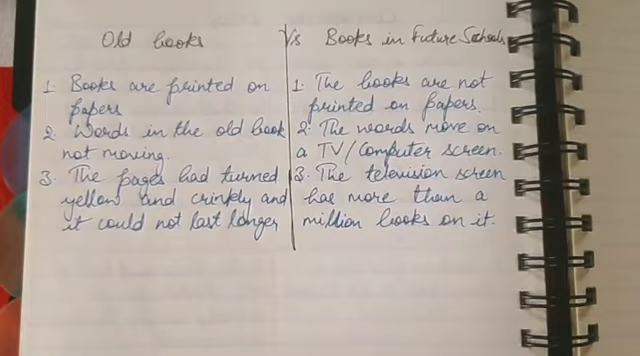 Old books V/s Books in Future Schools
1. Books are printed on
papers
2. Words in the old book
not moving.
3. The pages had turned
yellow and crinkly and
it could not last longer
1. The books are not
printed on papers.
2. The words move on
a TV/Computer screen.
3. The television screen
has more than a
million books on it.